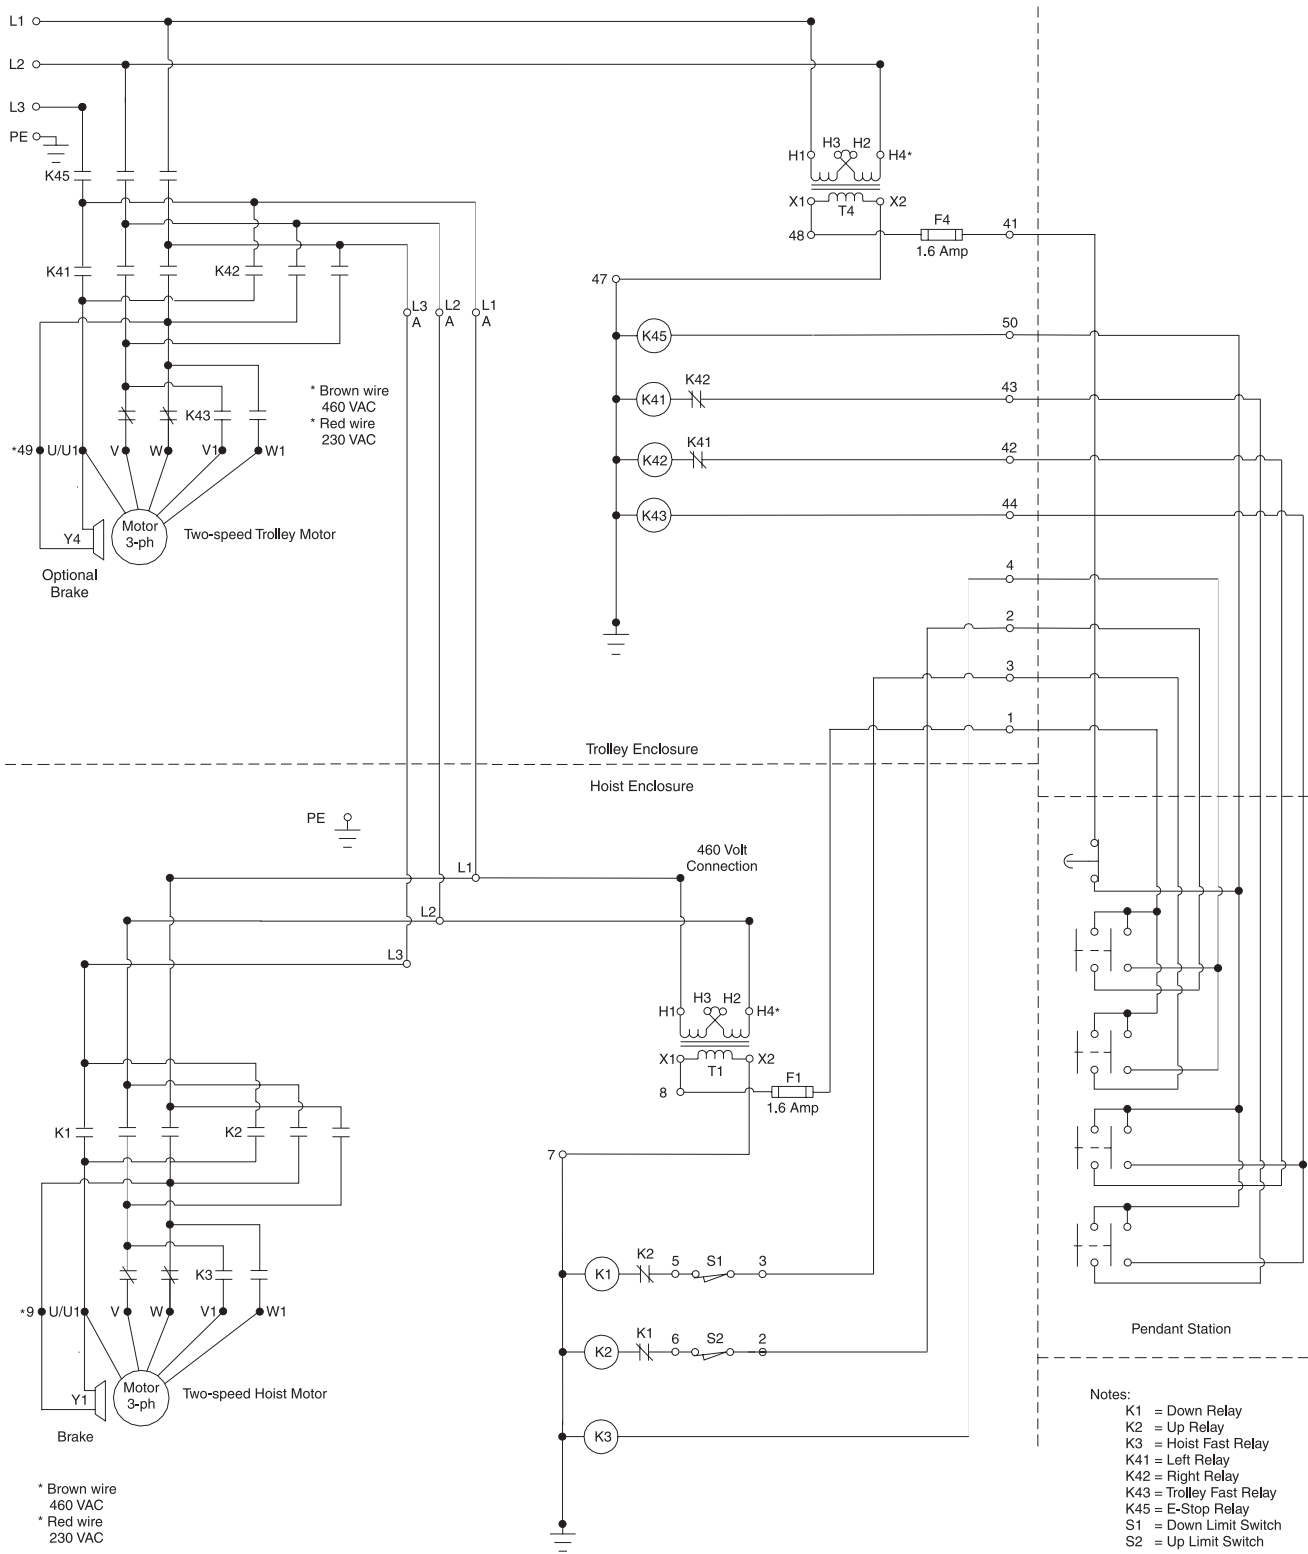 L1
L2
L3
PE
H1 H3 H2 H4*
K45
X1 T4 X2
F4
41
48
1.6 Amp
K41 K42
47
L3 L2 L1
A A A
K45
50
* Brown wire
460 VAC
* Red wire
230 VAC
K42
K41
43
K43
*49 U/U1 V W V1 W1
K41
K42
42
K43
44
Motor
3-ph
Two-speed Trolley Motor
Y4
Optional
Brake
4
2
3
1
Trolley Enclosure
Hoist Enclosure
PE
460 Volt
Connection
L1
L2
L3
H1 H3 H2 H4*
X1 T1 X2
F1
8
1.6 Amp
K1 K2
7
K2
K1
5 S1 3
K3
*9 U/U1 V W V1 W1
K1
K2
6 S2 2
Pendant Station
Motor
3-ph
Two-speed Hoist Motor
Y1
Brake
K3
* Brown wire
460 VAC
* Red wire
230 VAC
Notes:
K1 = Down Relay
K2 = Up Relay
K3 = Hoist Fast Relay
K41 = Left Relay
K42 = Right Relay
K43 = Trolley Fast Relay
K45 = E-Stop Relay
S1 = Down Limit Switch
S2 = Up Limit Switch